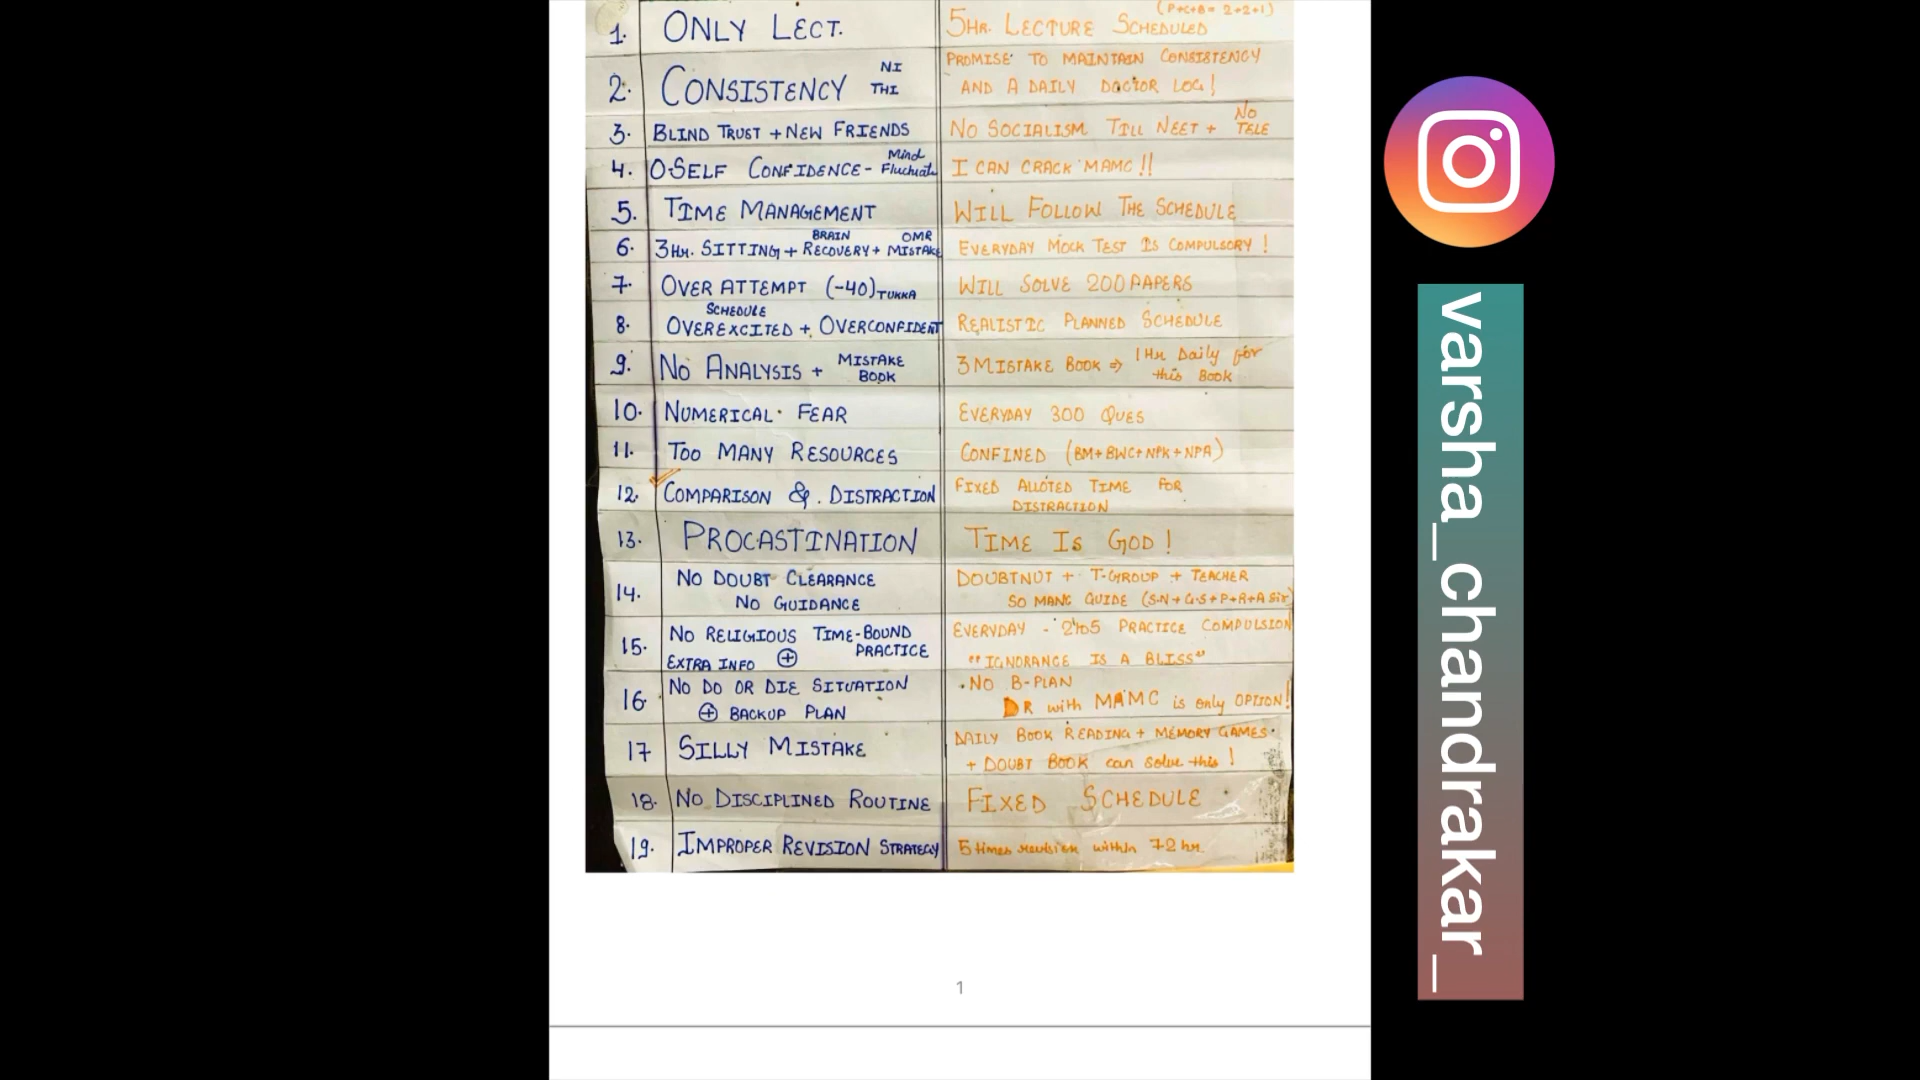 (P+C+B = 2+2+1)
1. ONLY LECT. 5HR. LECTURE SCHEDULED
NI PROMISE TO MAINTAIN CONSISTENCY
2. CONSISTENCY THI AND A DAILY DOCTOR LOG!
3. BLIND TRUST + NEW FRIENDS NO SOCIALISM TILL NEET + NO TELE
4. 0-SELF CONFIDENCE - Mind I CAN CRACK MAMC!!
5. TIME MANAGEMENT WILL FOLLOW THE SCHEDULE
BRAIN OMR
6. 3HR. SITTING + RECOVERY + MISTAKE EVERYDAY MOCK TEST IS COMPULSORY!
7. OVER ATTEMPT (-40) TUKKA WILL SOLVE 200 PAPERS
SCHEDULE
8. OVEREXCITED + OVERCONFIDENT REALISTIC PLANNED SCHEDULE
9. NO ANALYSIS + MISTAKE BOOK 3 MISTAKE BOOK ⇒ 1Hr Daily for this Book
10. NUMERICAL FEAR EVERYDAY 300 QUES
11. TOO MANY RESOURCES CONFINED (BM+BWC+NPK+NPA)
12. COMPARISON & DISTRACTION FIXED ALLOTED TIME FOR
DISTRACTION
13. PROCASTINATION TIME IS GOD!
14. NO DOUBT CLEARANCE DOUBTNUT + T-GROUP + TEACHER
NO GUIDANCE SO MANY GUIDE (S.N+G.S+P+R+A Sir)
15. NO RELIGIOUS TIME-BOUND PRACTICE EVERYDAY - 2 to 5 PRACTICE COMPULSION
EXTRA INFO ⊕ "IGNORANCE IS A BLISS"
16. NO DO OR DIE SITUATION • NO B-PLAN
⊕ BACKUP PLAN DR with MAMC is only OPTION!
17 SILLY MISTAKE DAILY BOOK READING + MEMORY GAMES
+ DOUBT BOOK can solve this!
18. NO DISCIPLINED ROUTINE FIXED SCHEDULE
19. IMPROPER REVISION STRATEGY 5 times revision within 72 hr.
1
varsha_chandrakar_